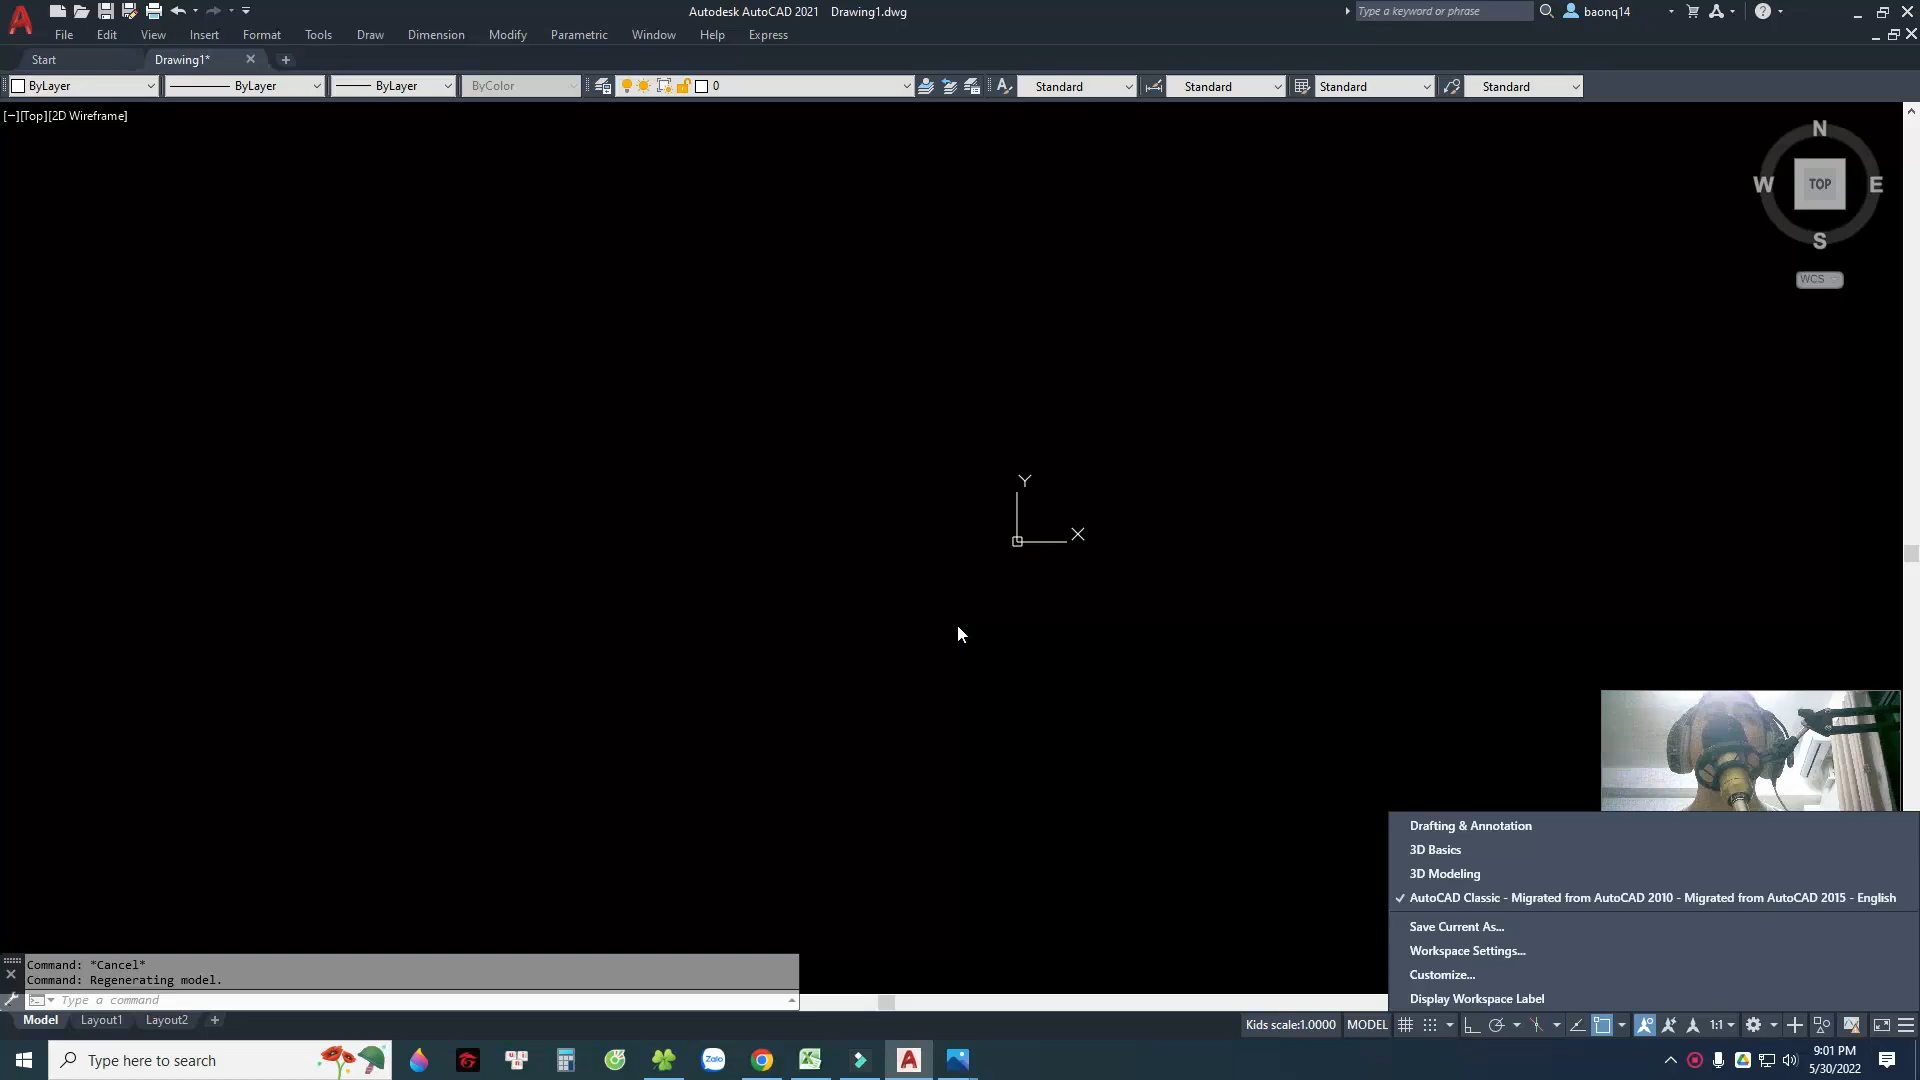 Autodesk AutoCAD 2021 Drawing1.dwg
Type a keyword or phrase
baonq14
File Edit View Insert Format Tools Draw Dimension Modify Parametric Window Help Express
Start Drawing1*
ByLayer ByLayer ByLayer ByColor 0 Standard Standard Standard Standard
[−][Top][2D Wireframe]
N
W TOP E
S
WCS
Y
X
Drafting & Annotation
3D Basics
3D Modeling
AutoCAD Classic - Migrated from AutoCAD 2010 - Migrated from AutoCAD 2015 - English
Save Current As...
Workspace Settings...
Customize...
Display Workspace Label
Command: *Cancel*
Command: Regenerating model.
Type a command
Model Layout1 Layout2
Kids scale:1.0000 MODEL 1:1
Type here to search
Zalo
9:01 PM
5/30/2022